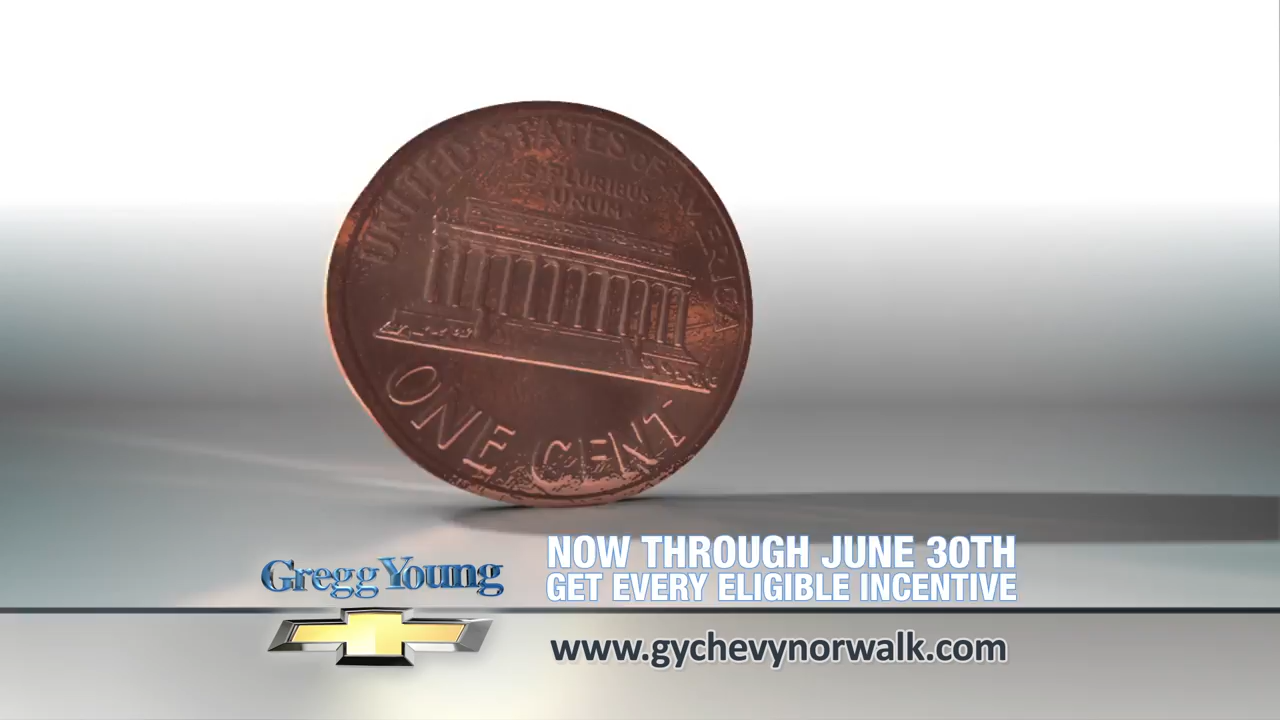 UNITED STATES OF AMERICA
E PLURIBUS
UNUM
ONE CENT
NOW THROUGH JUNE 30TH
GET EVERY ELIGIBLE INCENTIVE
Gregg Young
www.gychevynorwalk.com